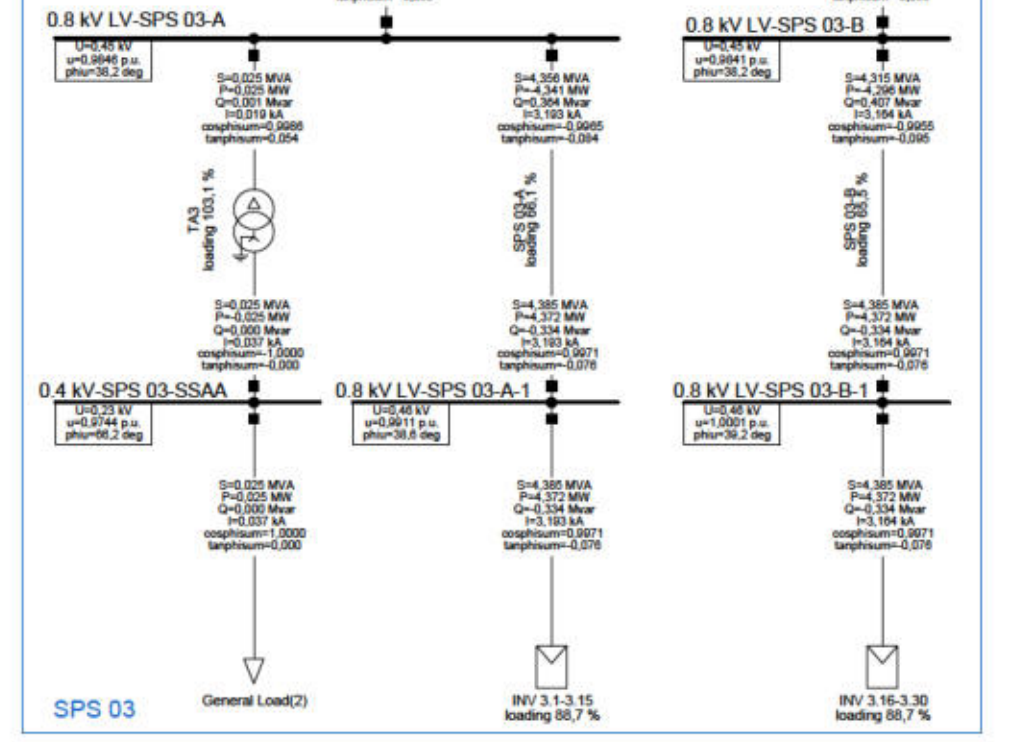 0.8 kV LV-SPS 03-A
0.8 kV LV-SPS 03-B
U=0,45 kV
u=0,9846 p.u.
phiu=38,2 deg
U=0,45 kV
u=0,9841 p.u.
phiu=38,2 deg
S=0,025 MVA
P=0,025 MW
Q=0,001 Mvar
I=0,019 kA
cosphisum=0,9986
tanphisum=0,054
S=4,356 MVA
P=-4,341 MW
Q=0,364 Mvar
I=3,193 kA
cosphisum=-0,9965
tanphisum=-0,084
S=4,315 MVA
P=-4,296 MW
Q=0,407 Mvar
I=3,164 kA
cosphisum=-0,9955
tanphisum=-0,095
TA3
loading 103,1 %
SPS 03-A
loading 66,1 %
SPS 03-B
loading 65,5 %
S=0,025 MVA
P=-0,025 MW
Q=0,000 Mvar
I=0,037 kA
cosphisum=-1,0000
tanphisum=-0,000
S=4,385 MVA
P=4,372 MW
Q=-0,334 Mvar
I=3,193 kA
cosphisum=0,9971
tanphisum=-0,076
S=4,385 MVA
P=4,372 MW
Q=-0,334 Mvar
I=3,164 kA
cosphisum=0,9971
tanphisum=-0,076
0.4 kV-SPS 03-SSAA
0.8 kV LV-SPS 03-A-1
0.8 kV LV-SPS 03-B-1
U=0,23 kV
u=0,9744 p.u.
phiu=66,2 deg
U=0,46 kV
u=0,9911 p.u.
phiu=38,6 deg
U=0,46 kV
u=1,0001 p.u.
phiu=39,2 deg
S=0,025 MVA
P=0,025 MW
Q=0,000 Mvar
I=0,037 kA
cosphisum=1,0000
tanphisum=0,000
S=4,385 MVA
P=4,372 MW
Q=-0,334 Mvar
I=3,193 kA
cosphisum=0,9971
tanphisum=-0,076
S=4,385 MVA
P=4,372 MW
Q=-0,334 Mvar
I=3,164 kA
cosphisum=0,9971
tanphisum=-0,076
General Load(2)
INV 3.1-3.15
loading 88,7 %
INV 3.16-3.30
loading 88,7 %
SPS 03